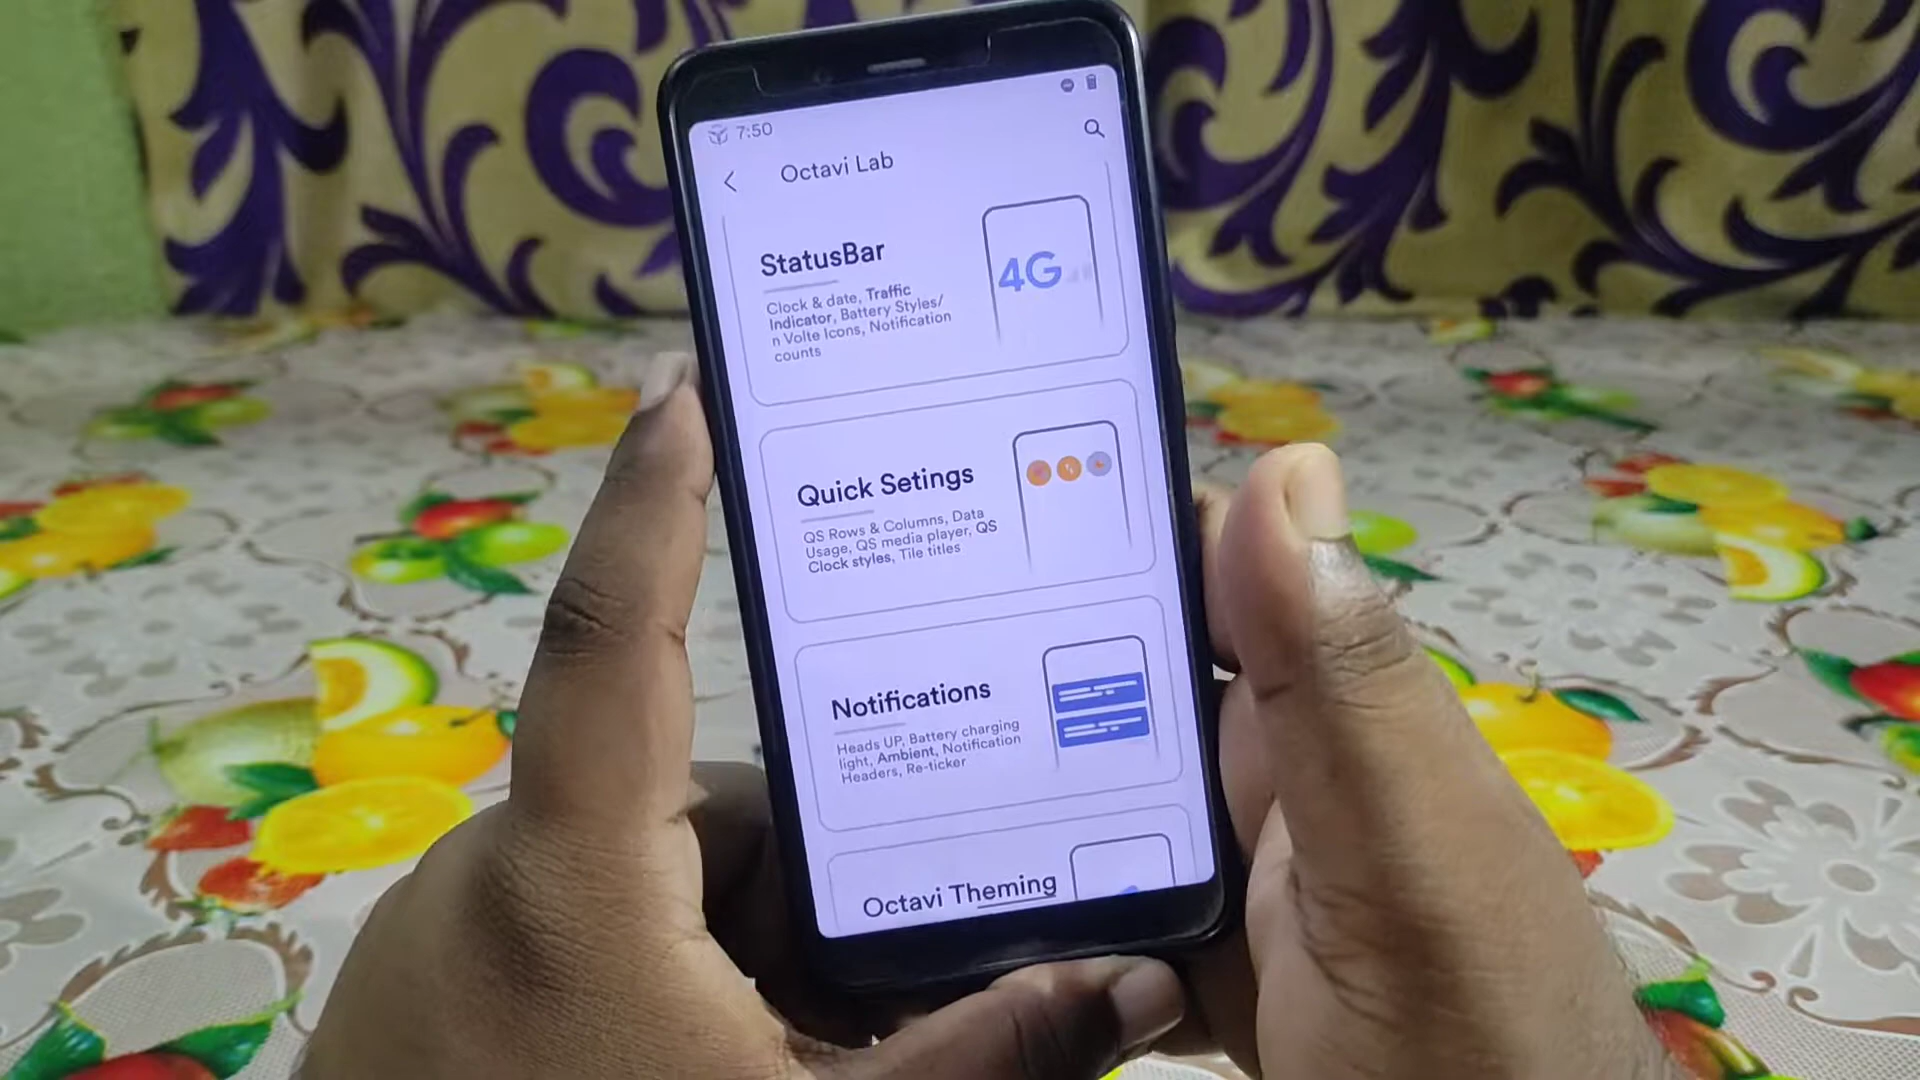 7:50
Octavi Lab
StatusBar
Clock & date, Traffic
Indicator, Battery Styles/
n Volte Icons, Notification
counts
4G
Quick Setings
QS Rows & Columns, Data
Usage, QS media player, QS
Clock styles, Tile titles
Notifications
Heads UP, Battery charging
light, Ambient, Notification
Headers, Re-ticker
Octavi Theming